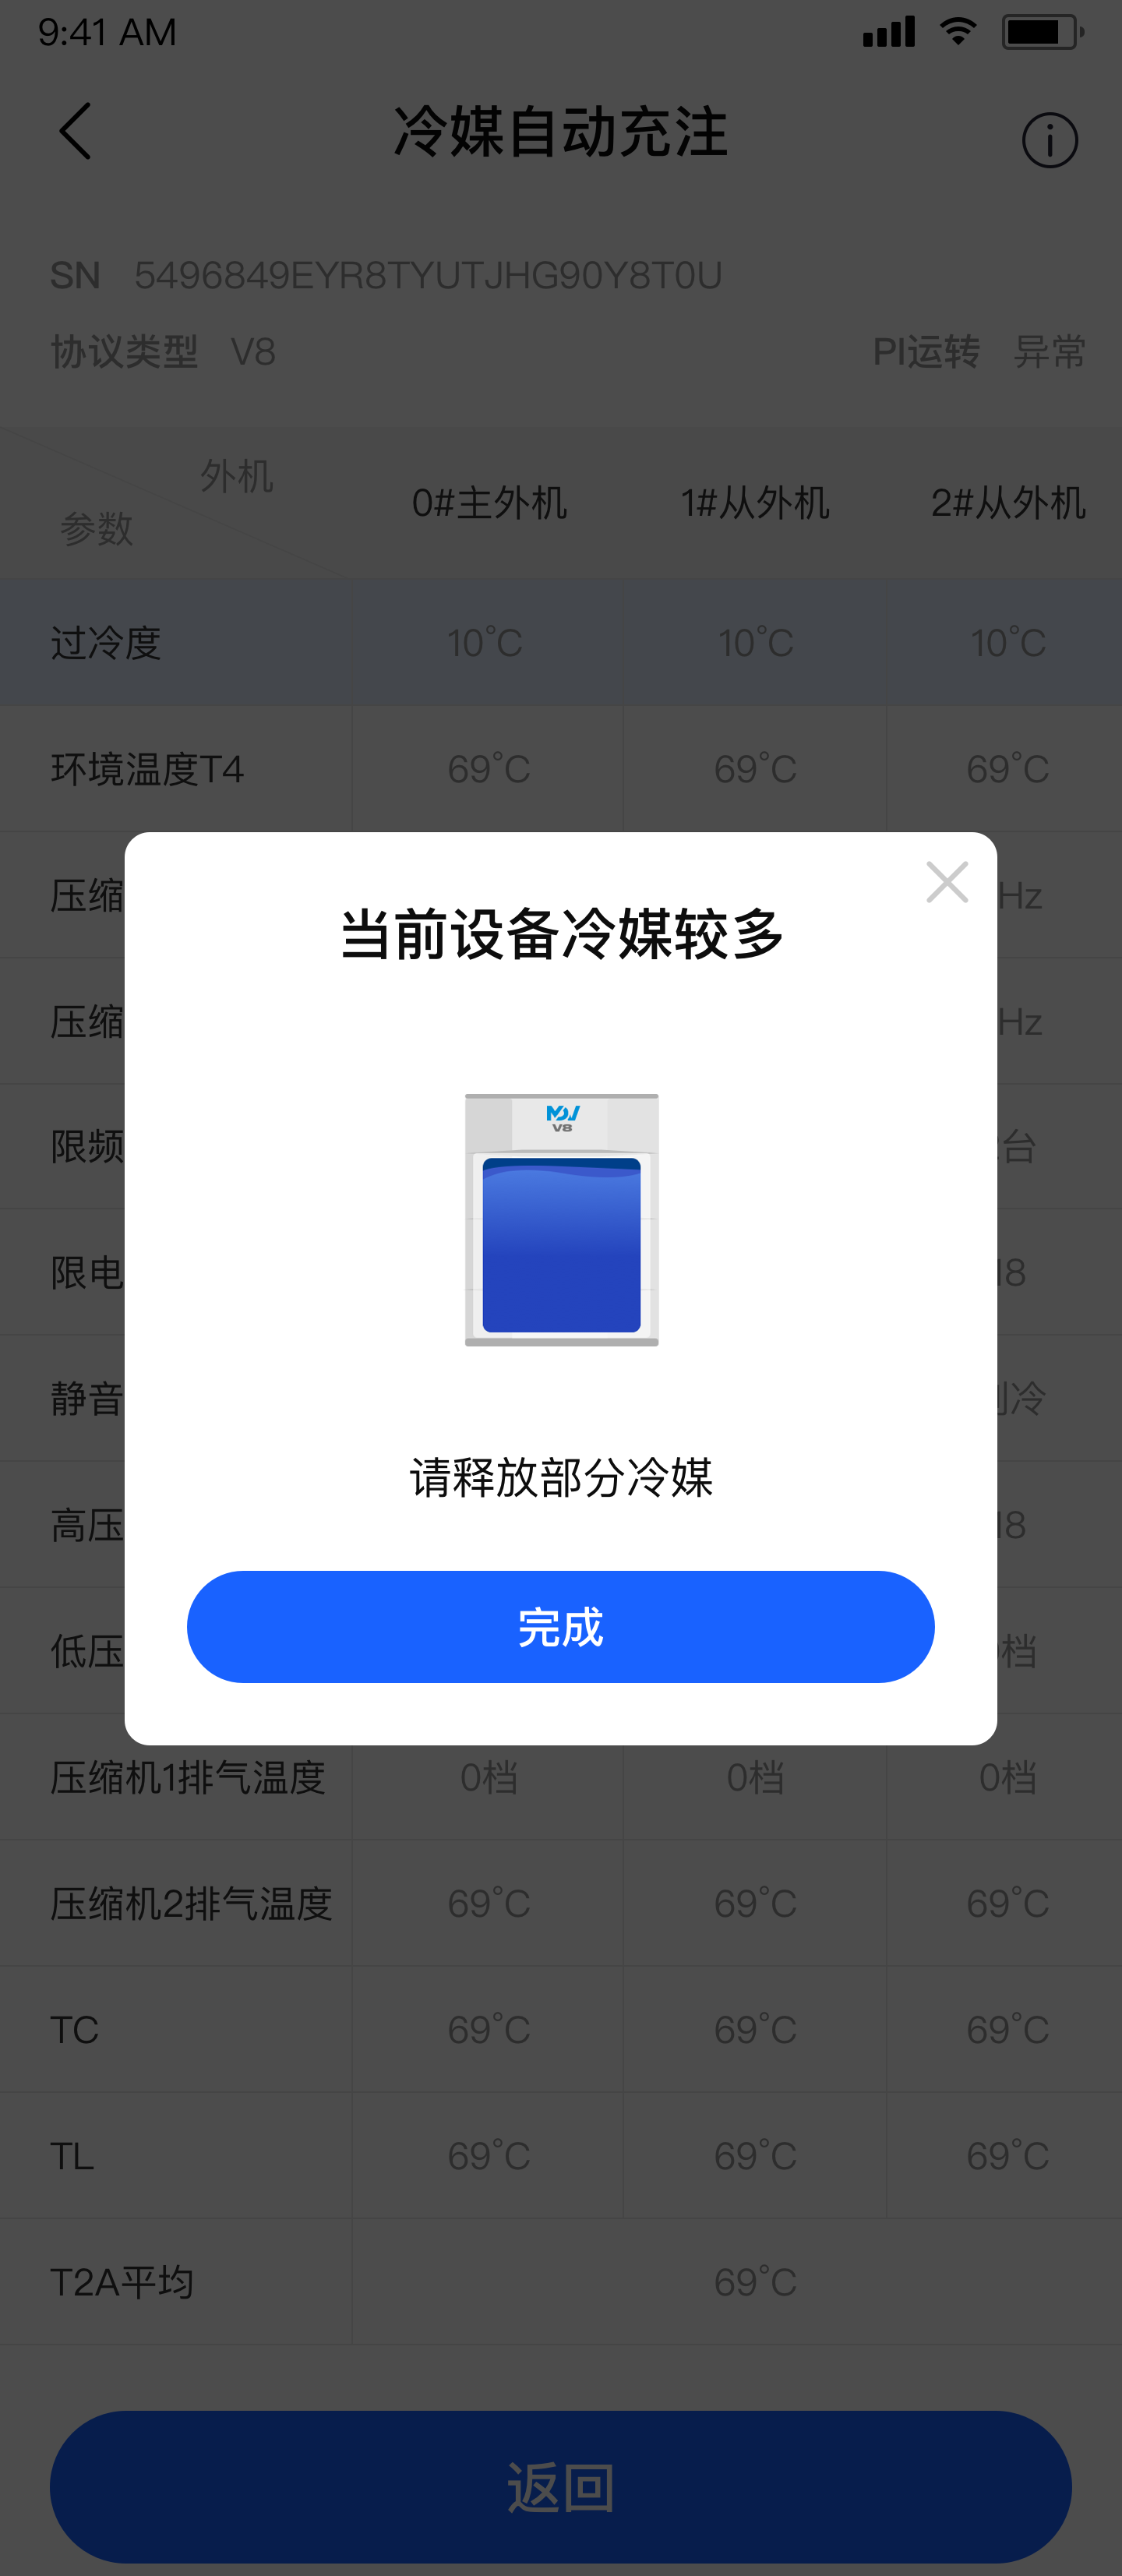 9:41 AM
冷媒自动充注
SN 5496849EYR8TYUTJHG90Y8T0U
协议类型 V8 PI运转 异常
外机
参数 0#主外机 1#从外机 2#从外机
过冷度 10°C 10°C 10°C
环境温度T4 69°C 69°C 69°C
压缩 Hz
当前设备冷媒较多
压缩 Hz
MDV
V8
限频 台
限电 18
静音 冷
请释放部分冷媒
高压 18
完成
低压 档
压缩机1排气温度 0档 0档 0档
压缩机2排气温度 69°C 69°C 69°C
TC 69°C 69°C 69°C
TL 69°C 69°C 69°C
T2A平均 69°C
返回